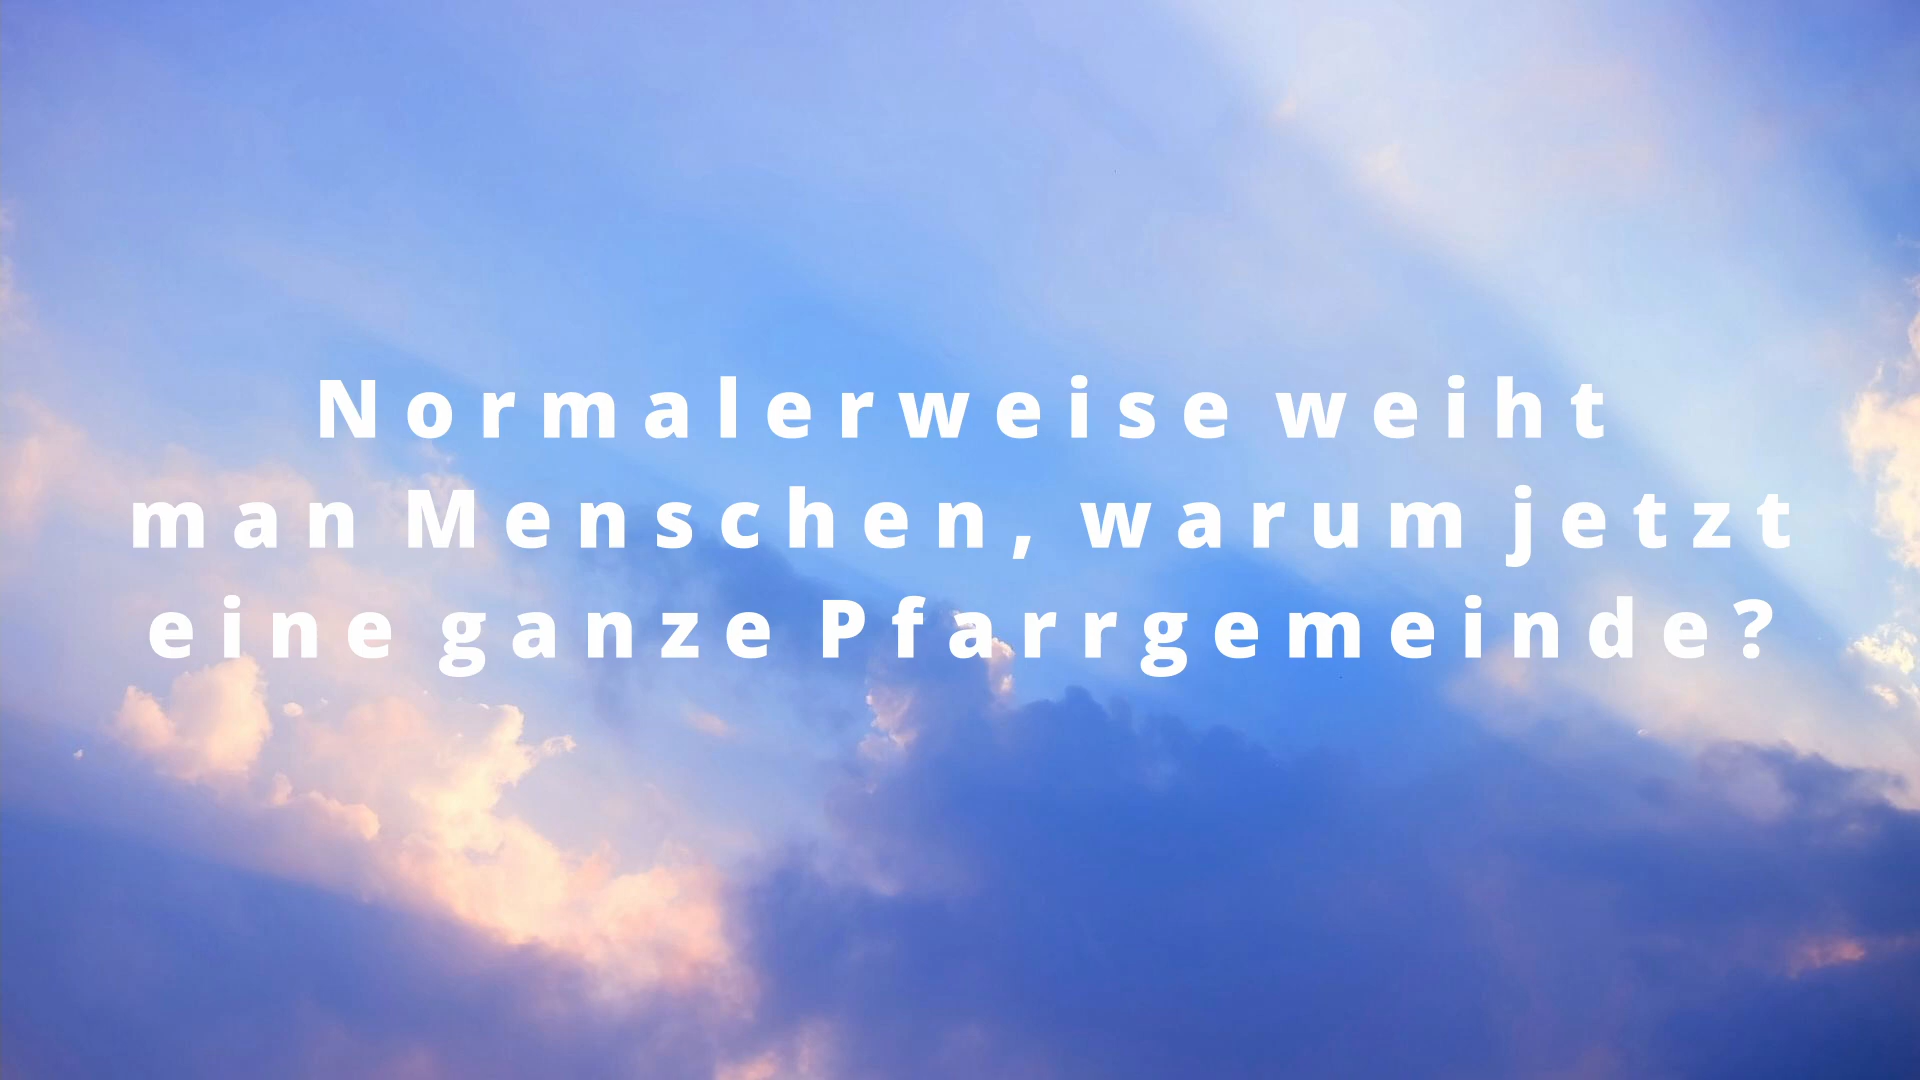 Normalerweise weiht
man Menschen, warum jetzt
eine ganze Pfarrgemeinde?